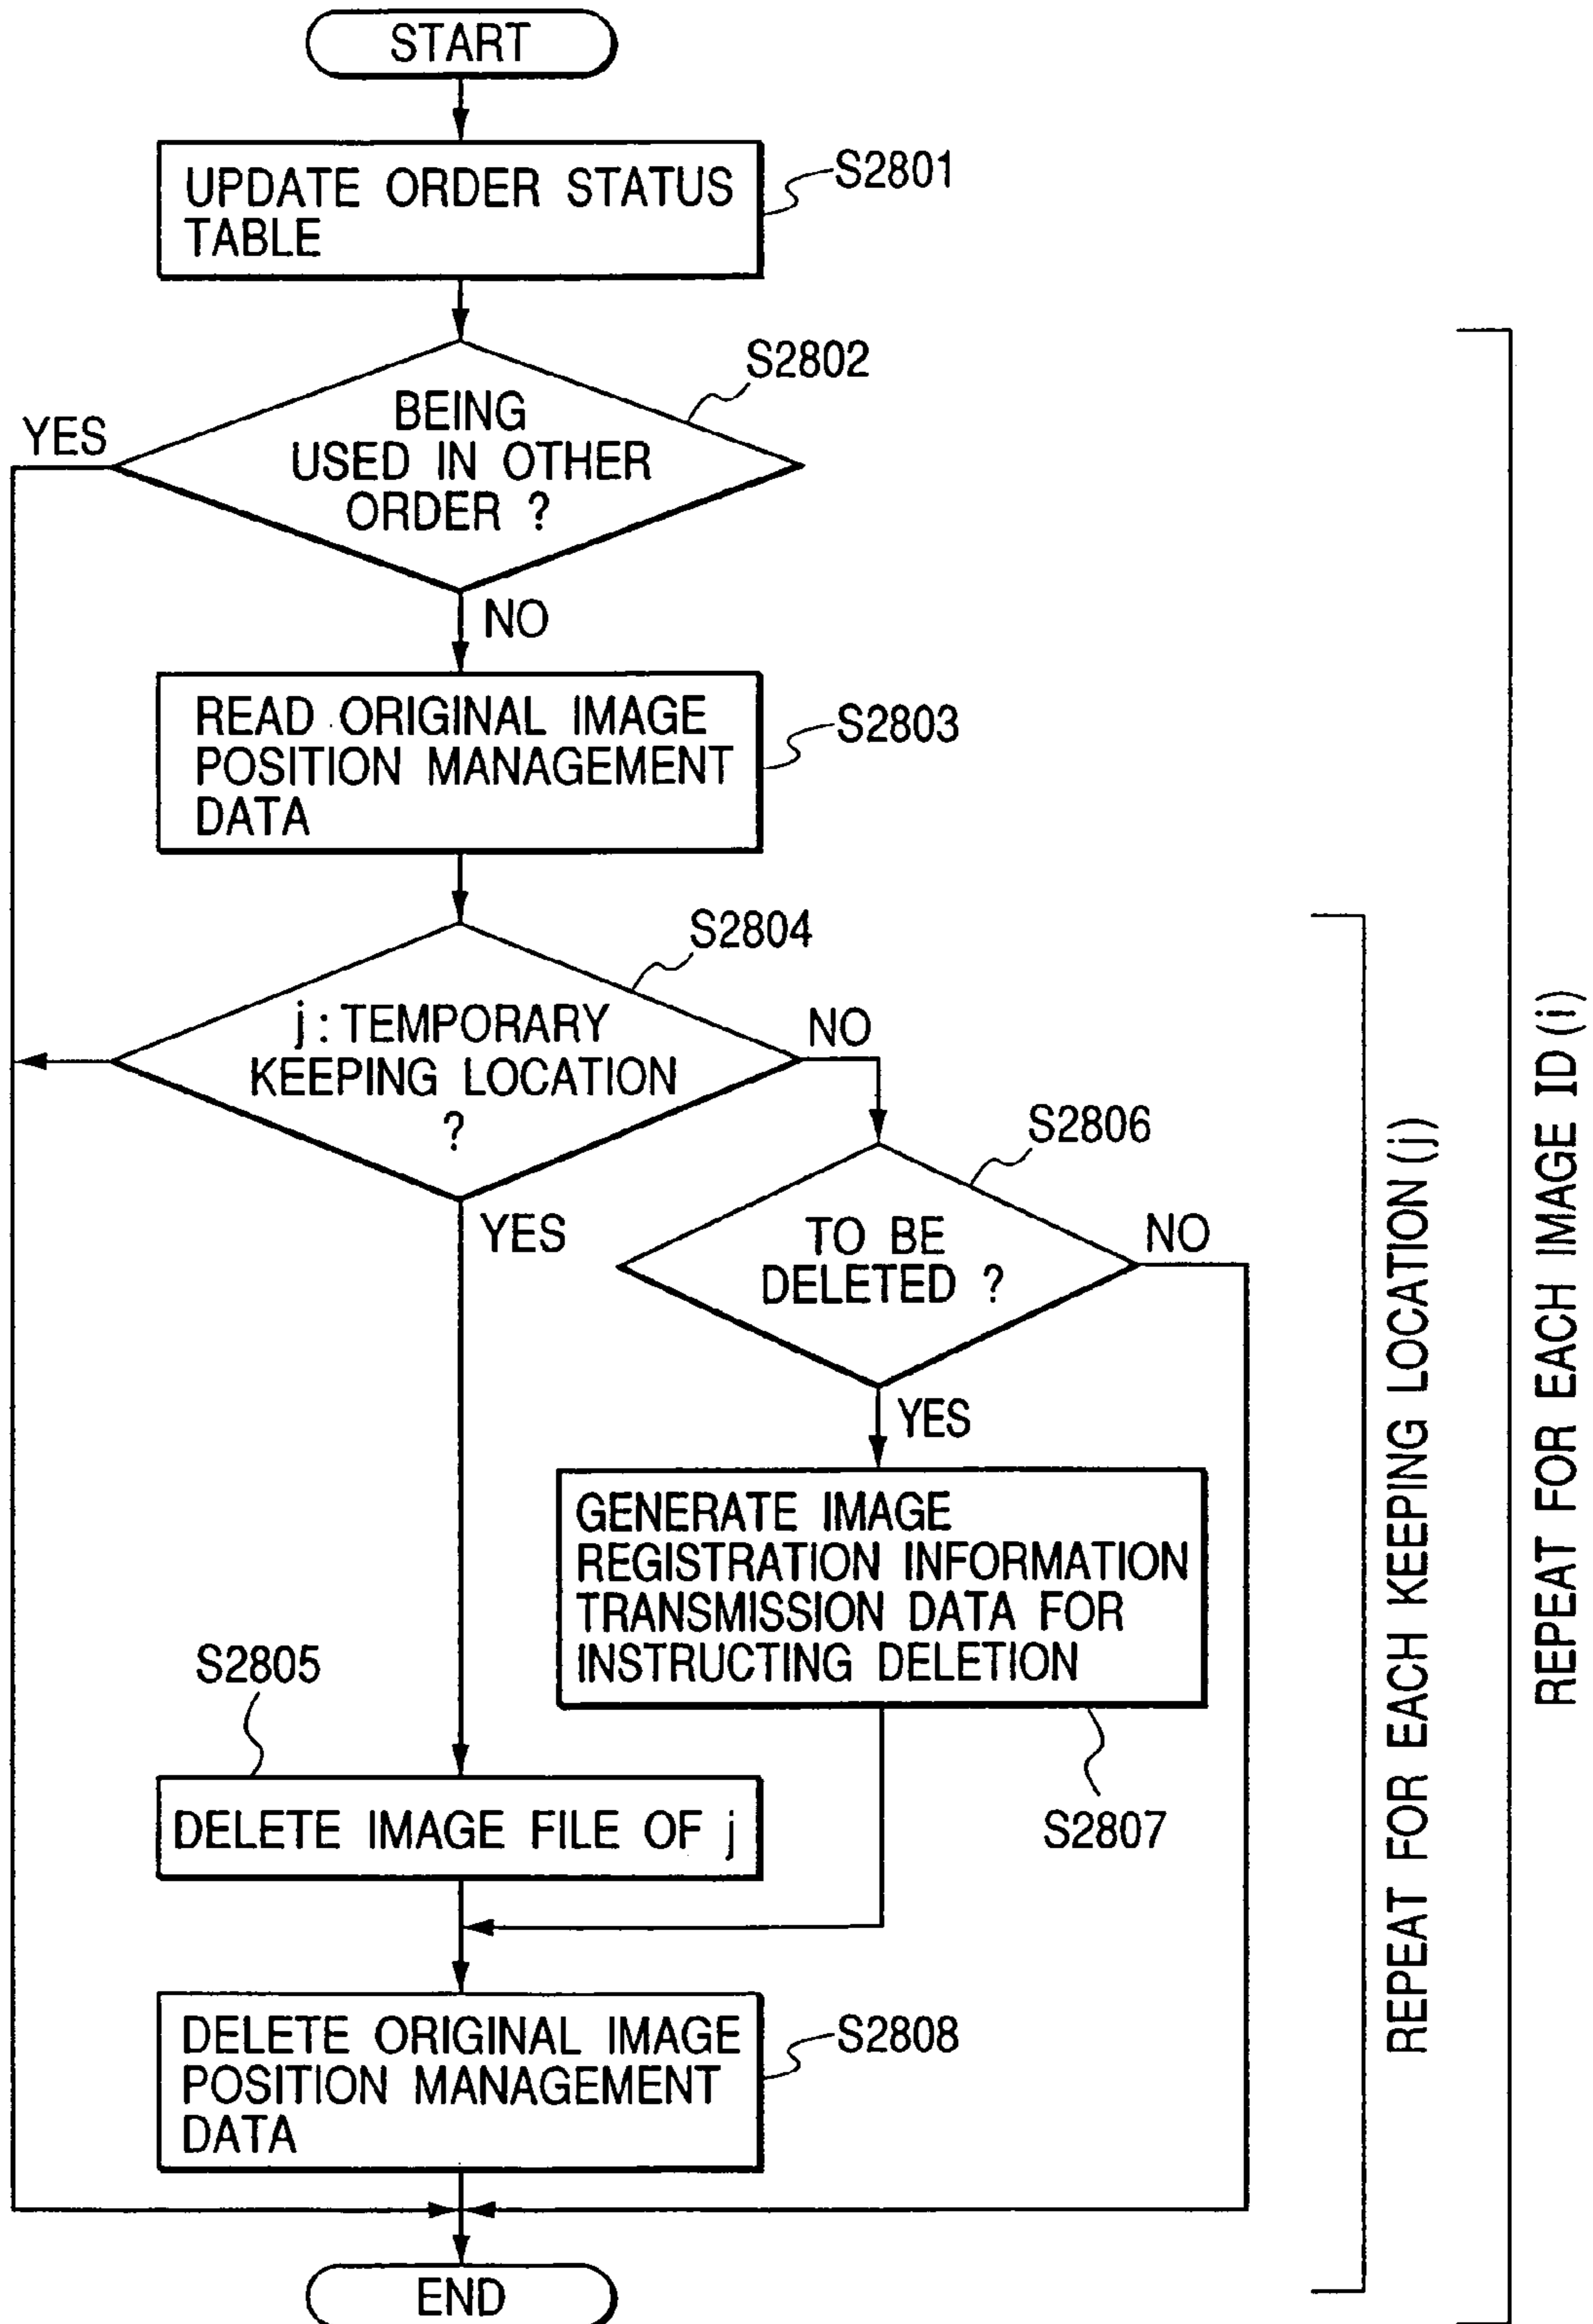 START
UPDATE ORDER STATUS
TABLE
S2801
S2802
BEING
USED IN OTHER
ORDER ?
YES
NO
READ ORIGINAL IMAGE
POSITION MANAGEMENT
DATA
S2803
S2804
j : TEMPORARY
KEEPING LOCATION
?
NO
YES
S2806
TO BE
DELETED ?
NO
YES
GENERATE IMAGE
REGISTRATION INFORMATION
TRANSMISSION DATA FOR
INSTRUCTING DELETION
S2807
S2805
DELETE IMAGE FILE OF j
DELETE ORIGINAL IMAGE
POSITION MANAGEMENT
DATA
S2808
END
REPEAT FOR EACH KEEPING LOCATION (j)
REPEAT FOR EACH IMAGE ID (i)